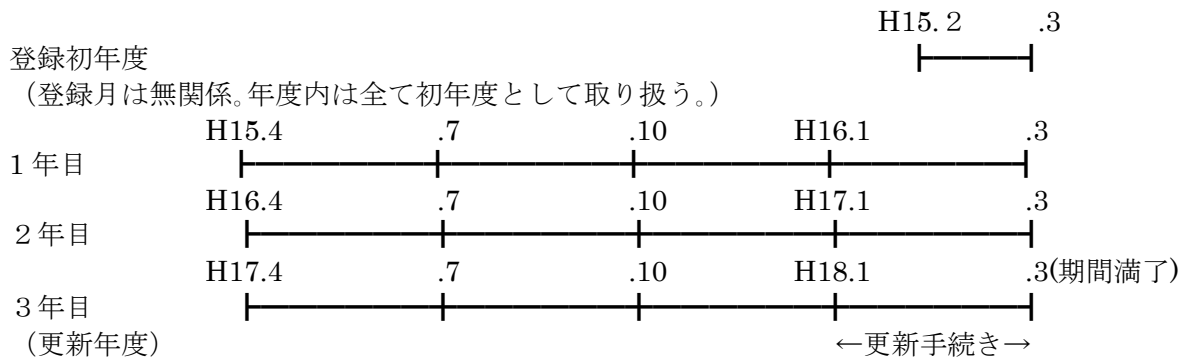 H15.２ .3
登録初年度
（登録月は無関係。年度内は全て初年度として取り扱う。）
H15.4 .7 .10 H16.1 .3
1 年目
H16.4 .7 .10 H17.1 .3
２年目
H17.4 .7 .10 H18.1 .3(期間満了)
３年目
（更新年度） ←更新手続き→